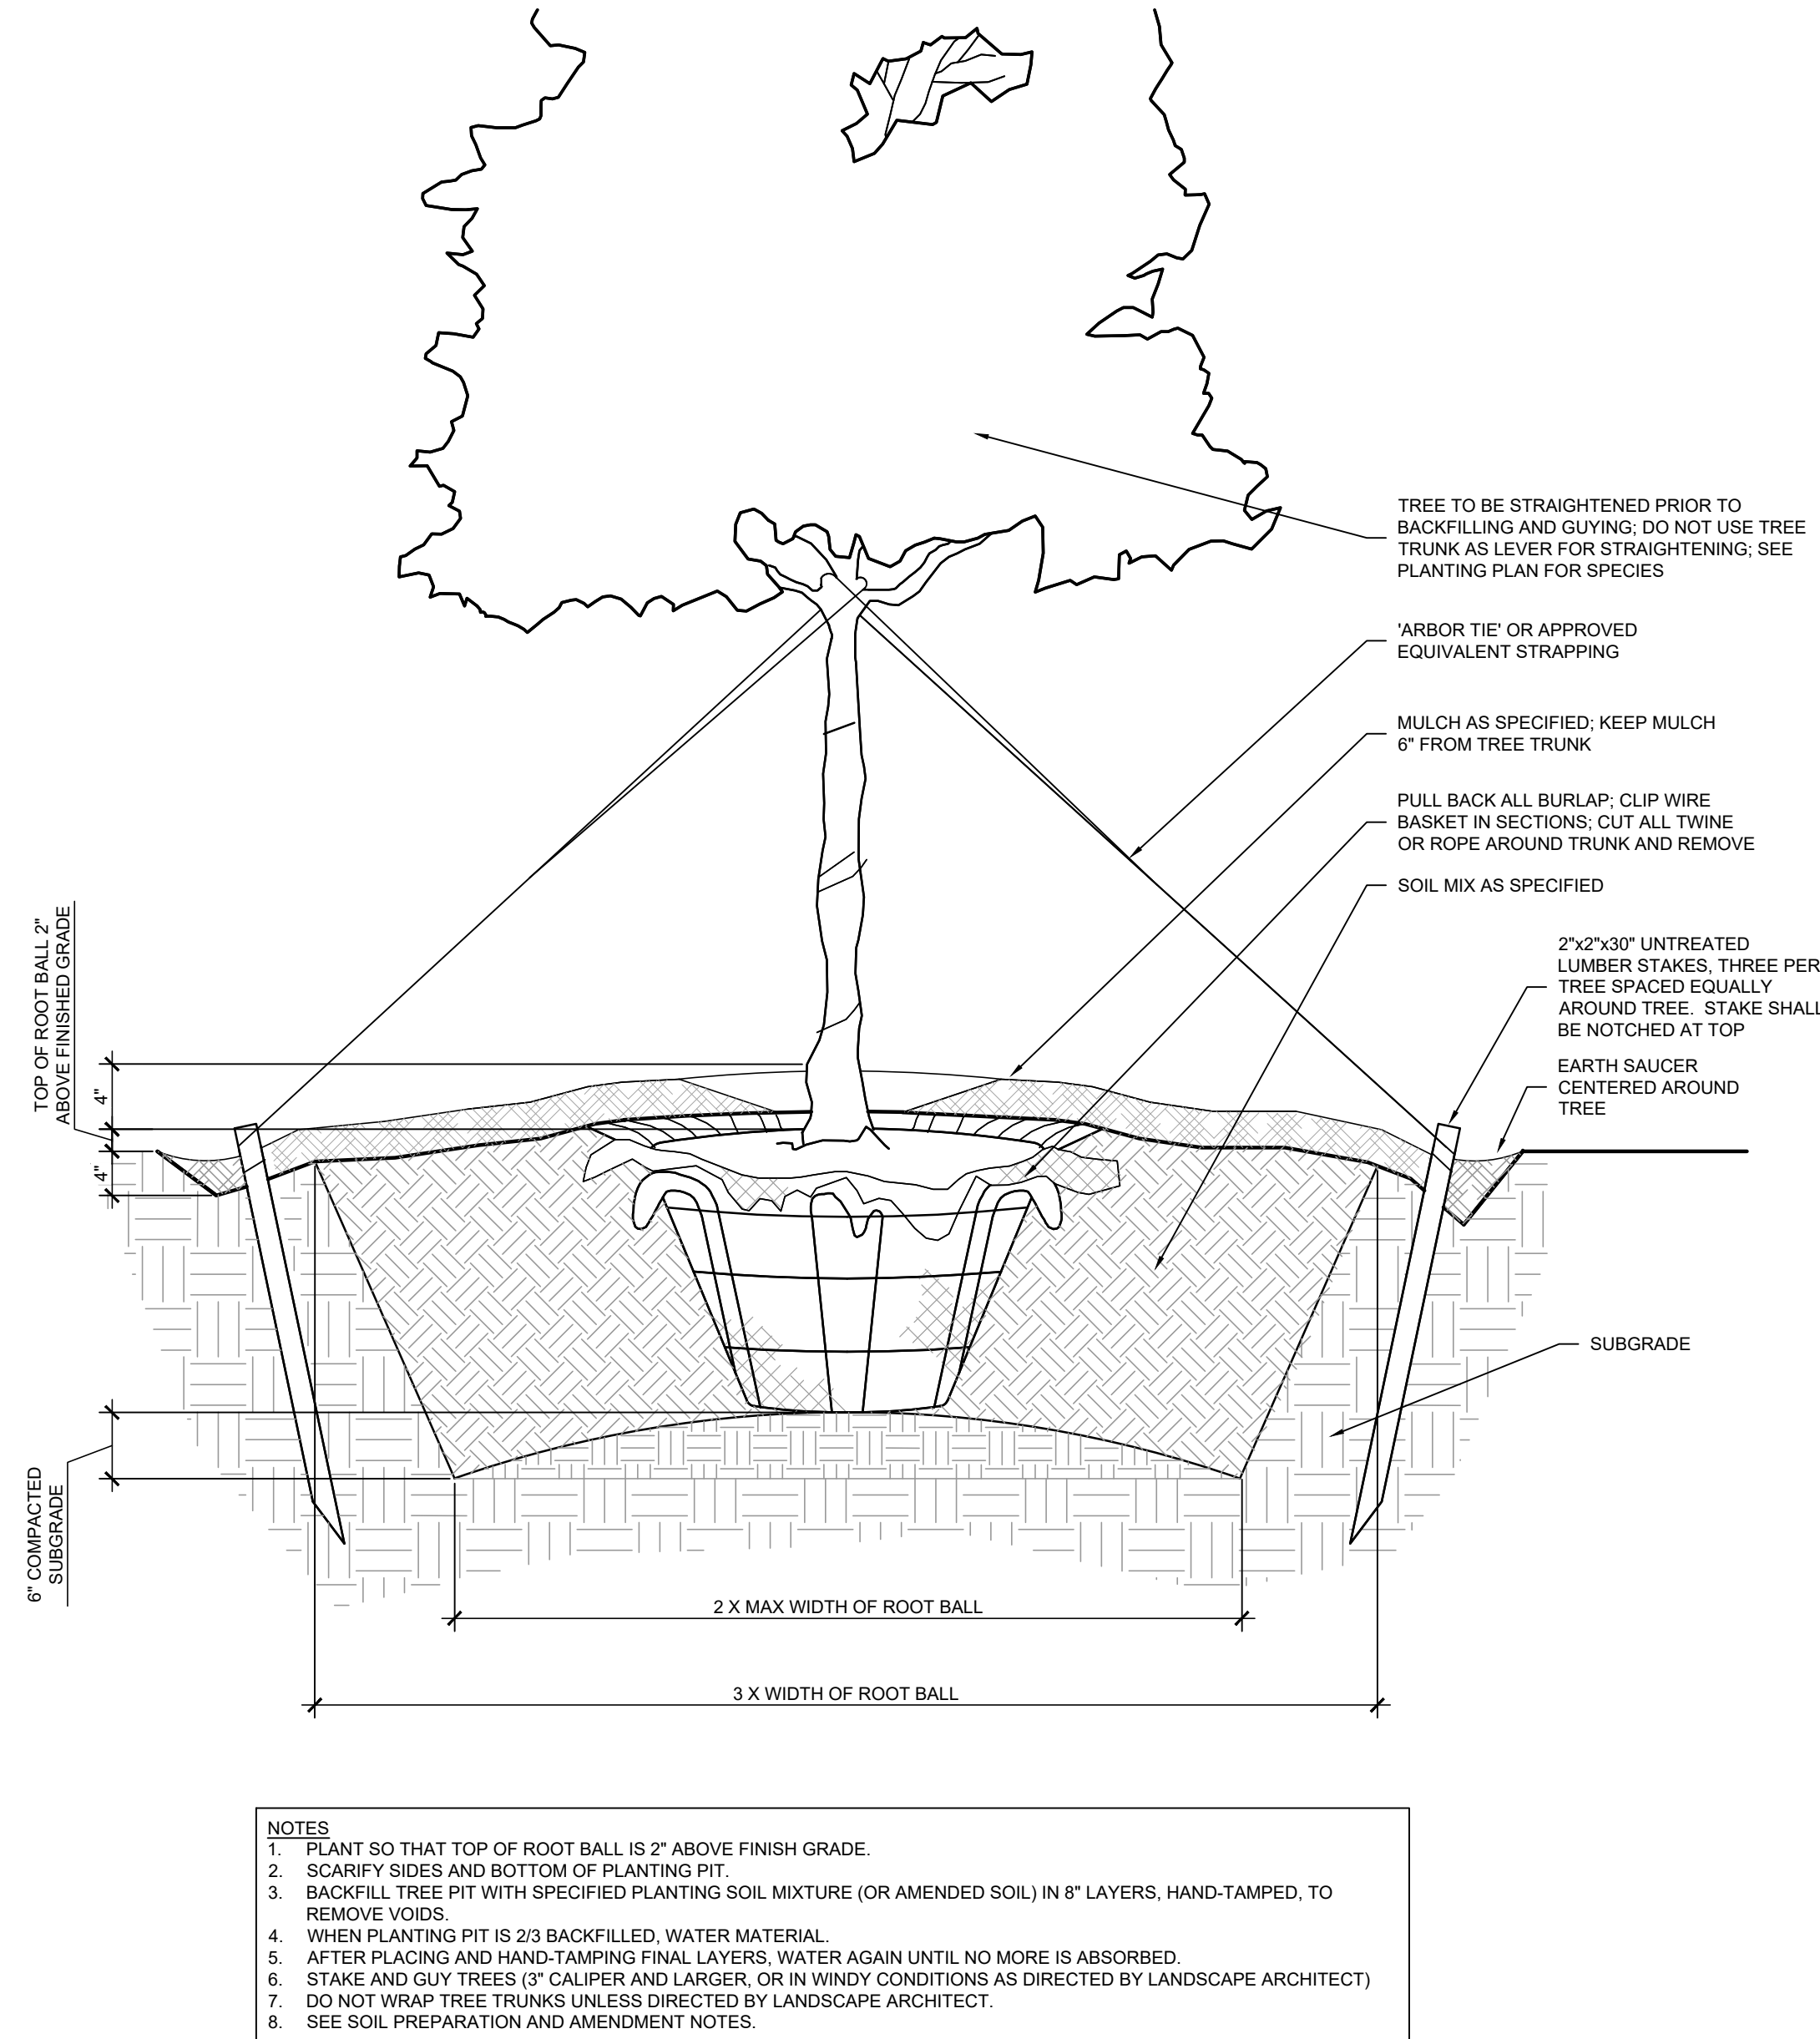 TREE TO BE STRAIGHTENED PRIOR TO
BACKFILLING AND GUYING; DO NOT USE TREE
TRUNK AS LEVER FOR STRAIGHTENING; SEE
PLANTING PLAN FOR SPECIES
'ARBOR TIE' OR APPROVED
EQUIVALENT STRAPPING
MULCH AS SPECIFIED; KEEP MULCH
6" FROM TREE TRUNK
PULL BACK ALL BURLAP; CLIP WIRE
BASKET IN SECTIONS; CUT ALL TWINE
OR ROPE AROUND TRUNK AND REMOVE
SOIL MIX AS SPECIFIED
2"x2"x30" UNTREATED
LUMBER STAKES, THREE PER
TREE SPACED EQUALLY
AROUND TREE. STAKE SHALL
BE NOTCHED AT TOP
EARTH SAUCER
CENTERED AROUND
TREE
SUBGRADE
TOP OF ROOT BALL 2"
ABOVE FINISHED GRADE
4"
4"
6" COMPACTED
SUBGRADE
2 X MAX WIDTH OF ROOT BALL
3 X WIDTH OF ROOT BALL
NOTES
1. PLANT SO THAT TOP OF ROOT BALL IS 2" ABOVE FINISH GRADE.
2. SCARIFY SIDES AND BOTTOM OF PLANTING PIT.
3. BACKFILL TREE PIT WITH SPECIFIED PLANTING SOIL MIXTURE (OR AMENDED SOIL) IN 8" LAYERS, HAND-TAMPED, TO
REMOVE VOIDS.
4. WHEN PLANTING PIT IS 2/3 BACKFILLED, WATER MATERIAL.
5. AFTER PLACING AND HAND-TAMPING FINAL LAYERS, WATER AGAIN UNTIL NO MORE IS ABSORBED.
6. STAKE AND GUY TREES (3" CALIPER AND LARGER, OR IN WINDY CONDITIONS AS DIRECTED BY LANDSCAPE ARCHITECT)
7. DO NOT WRAP TREE TRUNKS UNLESS DIRECTED BY LANDSCAPE ARCHITECT.
8. SEE SOIL PREPARATION AND AMENDMENT NOTES.